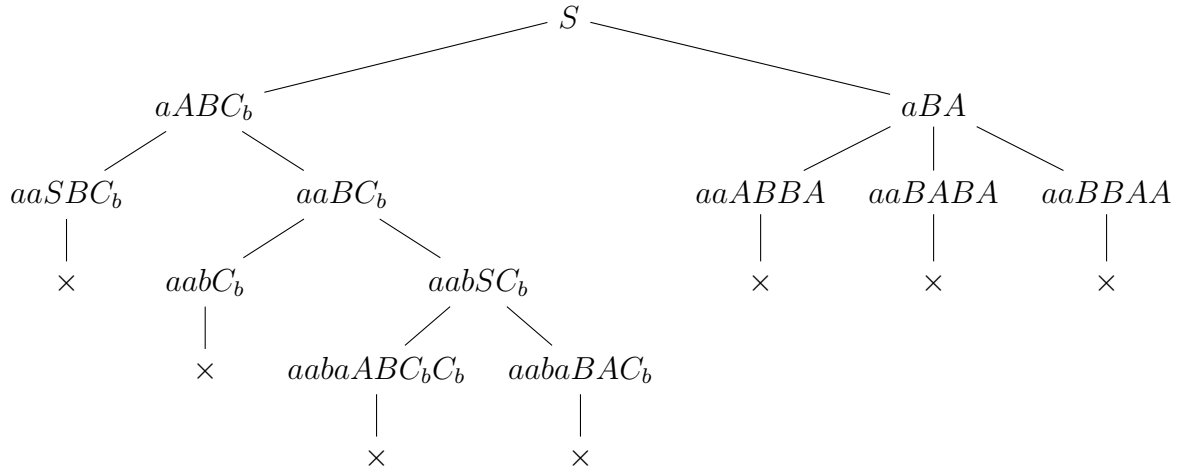 S
aABC_b aBA
aaSBC_b aaBC_b aaABBA aaBABA aaBBAA
× aabC_b aabSC_b × × ×
× aabaABC_bC_b aabaBAC_b
× ×